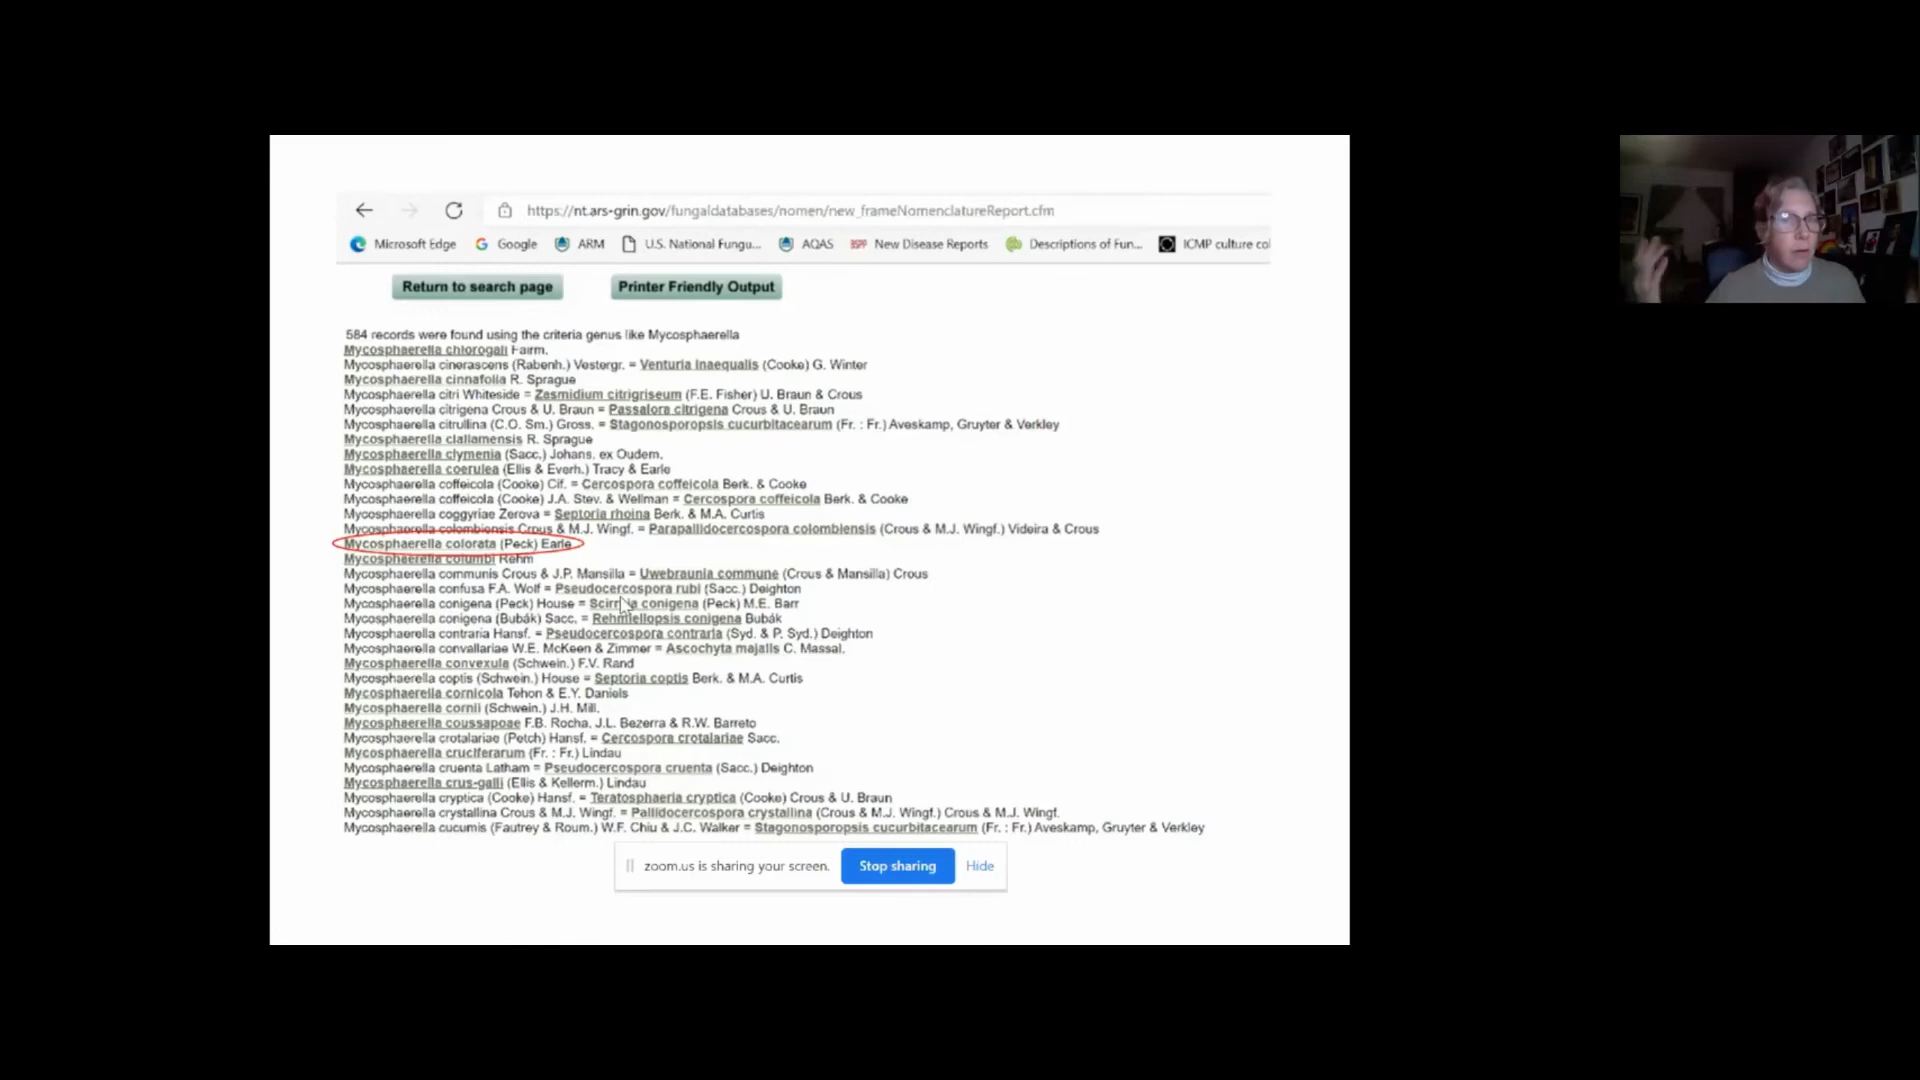 https://nt.ars-grin.gov/fungaldatabases/nomen/new_frameNomenclatureReport.cfm
Microsoft Edge Google ARM U.S. National Fungu... AQAS New Disease Reports Descriptions of Fun... ICMP culture co
Return to search page Printer Friendly Output
584 records were found using the criteria genus like Mycosphaerella
Mycosphaerella chlorogali Fairm.
Mycosphaerella cinerascens (Rabenh.) Vestergr. = Venturia inaequalis (Cooke) G. Winter
Mycosphaerella cinnafolia R. Sprague
Mycosphaerella citri Whiteside = Zasmidium citrigriseum (F.E. Fisher) U. Braun & Crous
Mycosphaerella citrigena Crous & U. Braun = Passalora citrigena Crous & U. Braun
Mycosphaerella citrullina (C.O. Sm.) Gross. = Stagonosporopsis cucurbitacearum (Fr. : Fr.) Aveskamp, Gruyter & Verkley
Mycosphaerella clallamensis R. Sprague
Mycosphaerella clymenia (Sacc.) Johans. ex Oudem.
Mycosphaerella coerulea (Ellis & Everh.) Tracy & Earle
Mycosphaerella coffeicola (Cooke) Cif. = Cercospora coffeicola Berk. & Cooke
Mycosphaerella coffeicola (Cooke) J.A. Stev. & Wellman = Cercospora coffeicola Berk. & Cooke
Mycosphaerella coggyriae Zerova = Septoria rhoina Berk. & M.A. Curtis
Mycosphaerella colombiensis Crous & M.J. Wingf. = Parapallidocercospora colombiensis (Crous & M.J. Wingf.) Videira & Crous
Mycosphaerella colorata (Peck) Earle
Mycosphaerella columbi Rehm
Mycosphaerella communis Crous & J.P. Mansilla = Uwebraunia commune (Crous & Mansilla) Crous
Mycosphaerella confusa F.A. Wolf = Pseudocercospora rubi (Sacc.) Deighton
Mycosphaerella conigena (Peck) House = Scirrhia conigena (Peck) M.E. Barr
Mycosphaerella conigena (Bubák) Sacc. = Rehmiellopsis conigena Bubák
Mycosphaerella contraria Hansf. = Pseudocercospora contraria (Syd. & P. Syd.) Deighton
Mycosphaerella convallariae W.E. McKeen & Zimmer = Ascochyta majalis C. Massal.
Mycosphaerella convexula (Schwein.) F.V. Rand
Mycosphaerella coptis (Schwein.) House = Septoria coptis Berk. & M.A. Curtis
Mycosphaerella cornicola Tehon & E.Y. Daniels
Mycosphaerella cornii (Schwein.) J.H. Mill.
Mycosphaerella coussapoae F.B. Rocha, J.L. Bezerra & R.W. Barreto
Mycosphaerella crotalariae (Petch) Hansf. = Cercospora crotalariae Sacc.
Mycosphaerella cruciferarum (Fr. : Fr.) Lindau
Mycosphaerella cruenta Latham = Pseudocercospora cruenta (Sacc.) Deighton
Mycosphaerella crus-galli (Ellis & Kellerm.) Lindau
Mycosphaerella cryptica (Cooke) Hansf. = Teratosphaeria cryptica (Cooke) Crous & U. Braun
Mycosphaerella crystallina Crous & M.J. Wingf. = Pallidocercospora crystallina (Crous & M.J. Wingf.) Crous & M.J. Wingf.
Mycosphaerella cucumis (Fautrey & Roum.) W.F. Chiu & J.C. Walker = Stagonosporopsis cucurbitacearum (Fr. : Fr.) Aveskamp, Gruyter & Verkley
zoom.us is sharing your screen. Stop sharing Hide